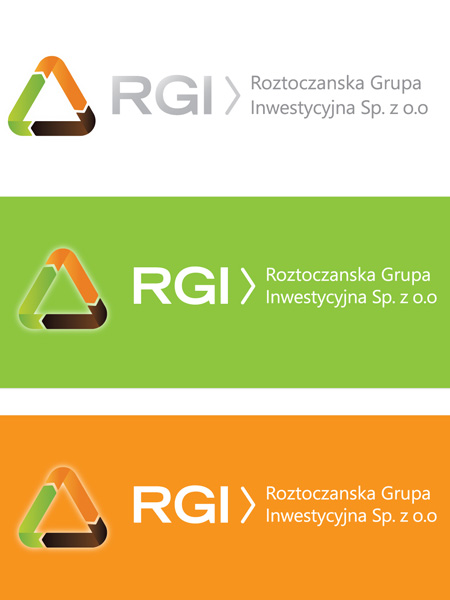 RGI
Roztoczanska Grupa
Inwestycyjna Sp. z o.o
RGI
Roztoczanska Grupa
Inwestycyjna Sp. z o.o
RGI
Roztoczanska Grupa
Inwestycyjna Sp. z o.o